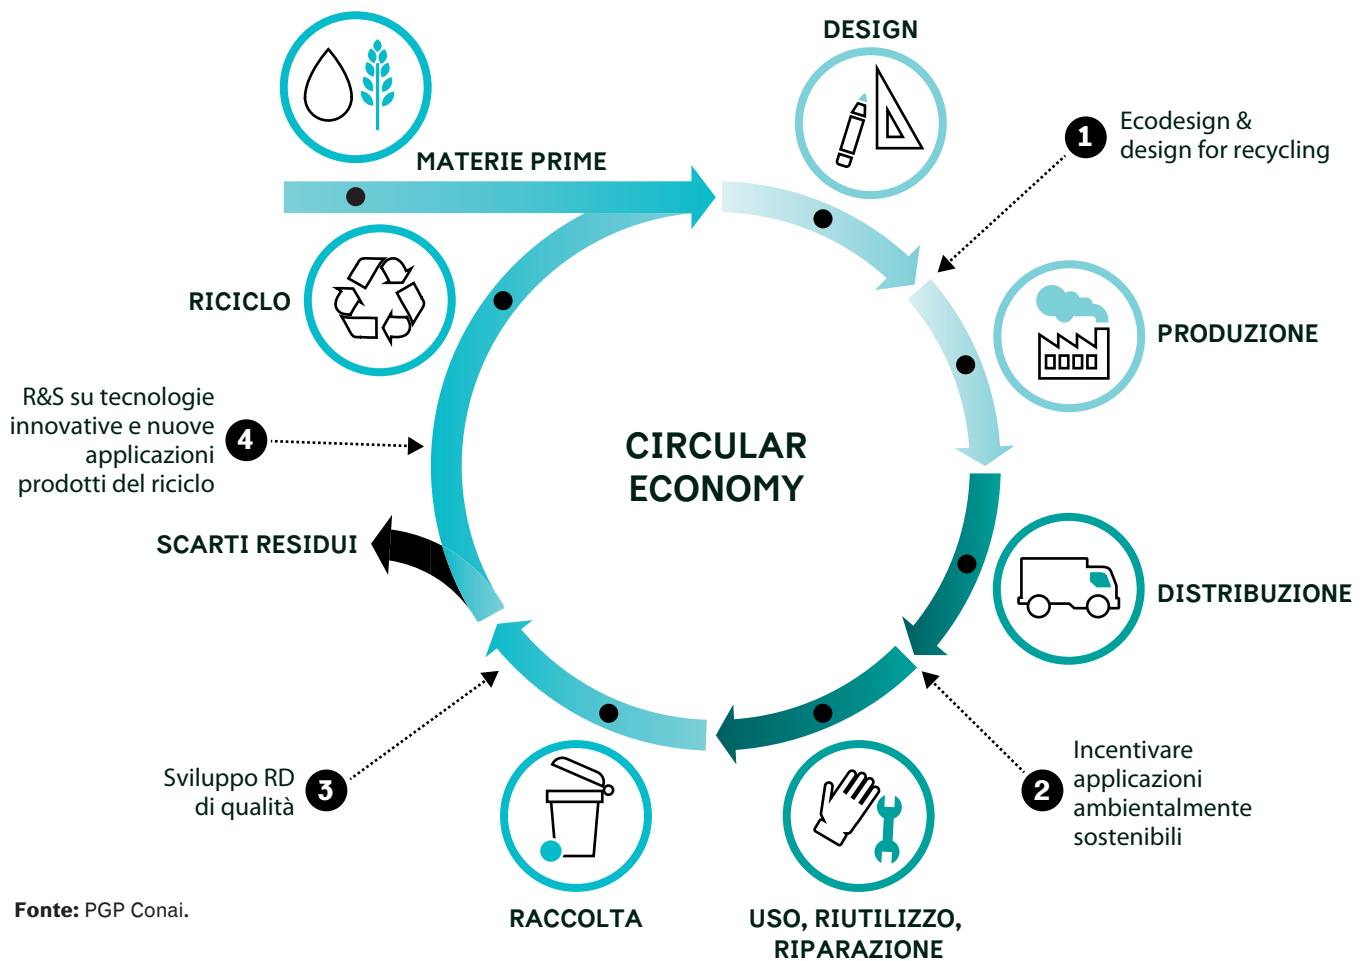 DESIGN
1
Ecodesign &
design for recycling
MATERIE PRIME
RICICLO
PRODUZIONE
R&S su tecnologie
innovative e nuove
applicazioni
prodotti del riciclo
4
CIRCULAR
ECONOMY
SCARTI RESIDUI
DISTRIBUZIONE
Sviluppo RD
di qualità
3
2
Incentivare
applicazioni
ambientalmente
sostenibili
RACCOLTA
USO, RIUTILIZZO,
RIPARAZIONE
Fonte: PGP Conai.